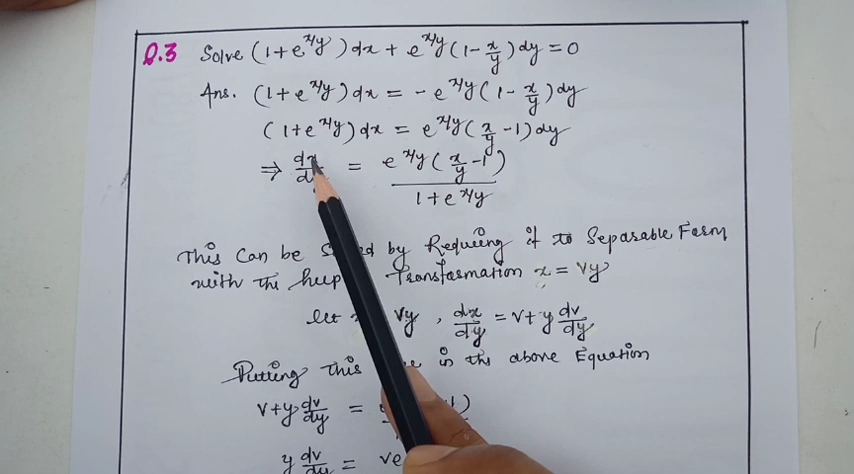 Q.3 Solve (1+e^x/y) dx + e^x/y (1 - x/y) dy = 0
Ans. (1+e^x/y) dx = - e^x/y (1 - x/y) dy
(1+e^x/y) dx = e^x/y (x/y - 1) dy
⇒ dx/dy = e^x/y (x/y - 1) / 1+e^x/y
This Can be by Reducing it to Separable Form
with the Transformation x = vy
let vy , dx/dy = v+y dv/dy
Putting this in the above Equation
v+y dv/dy =
y dv/dy =